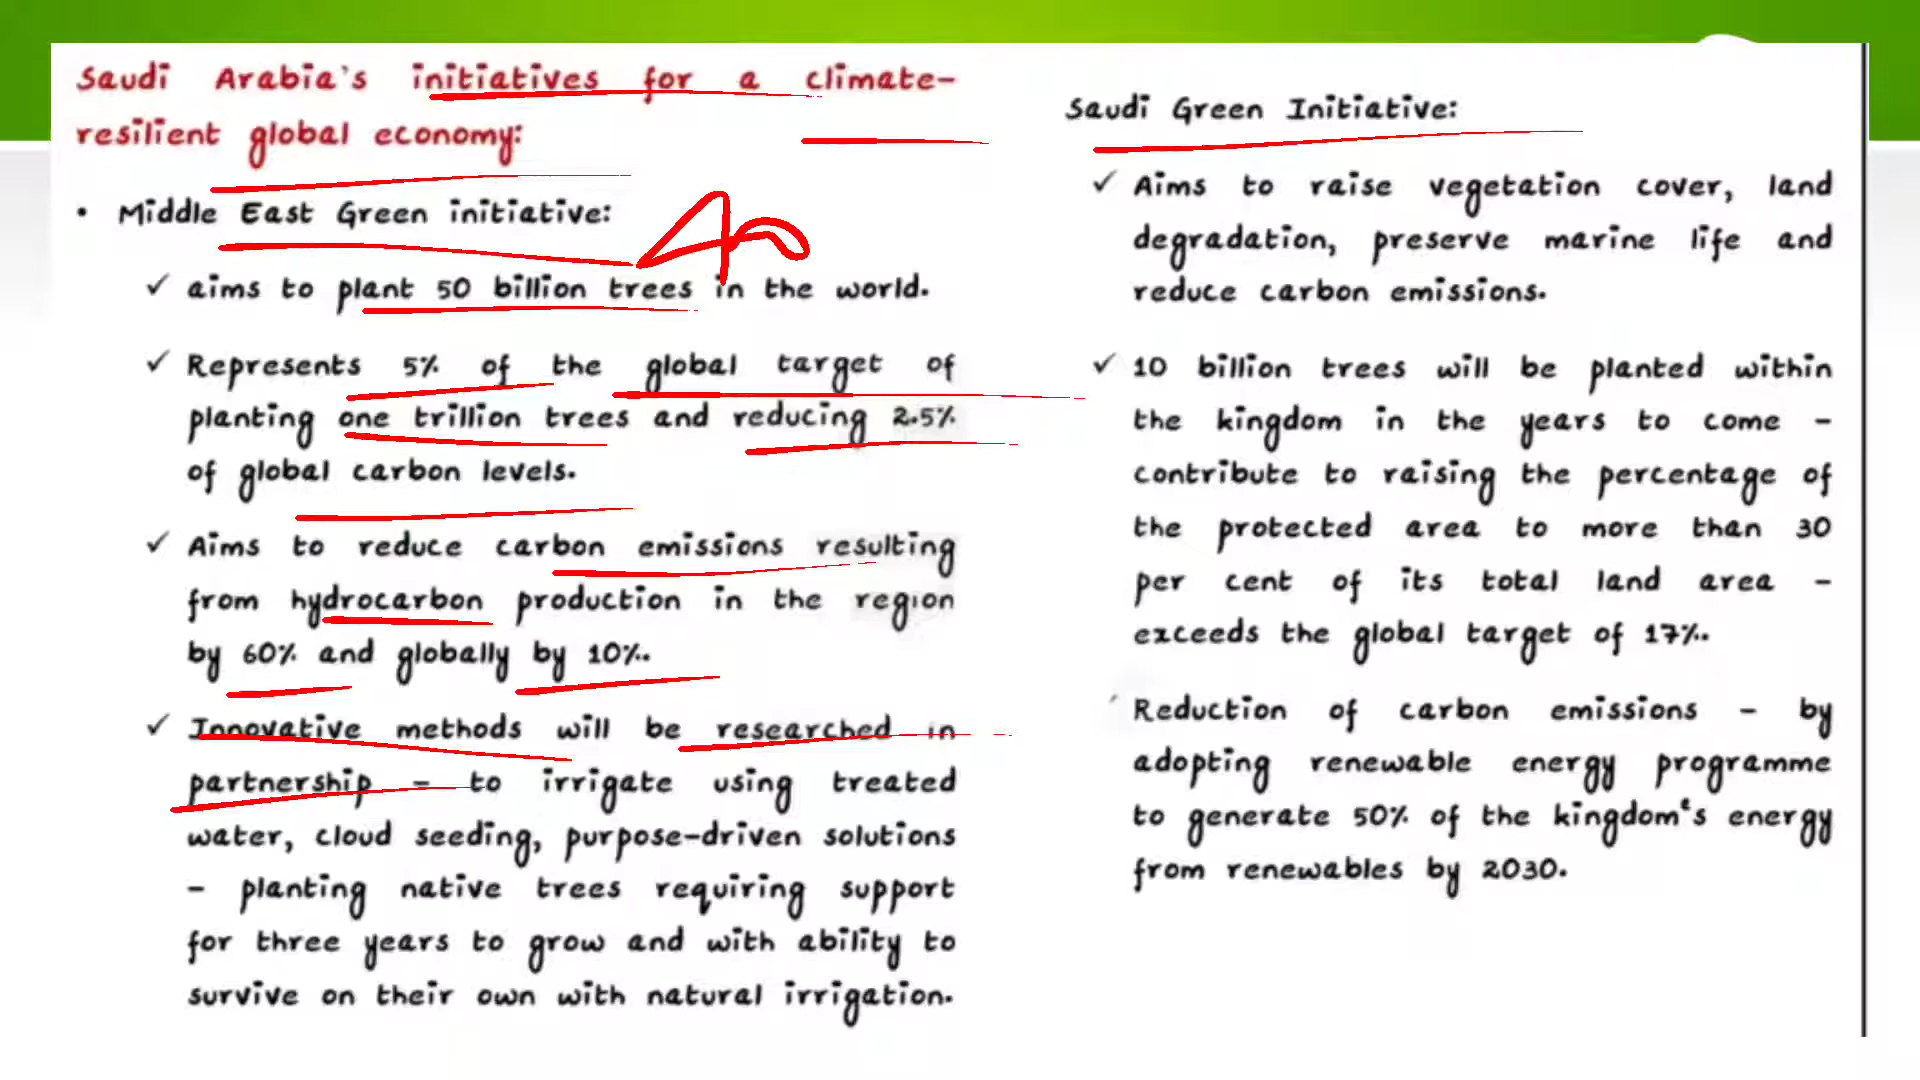 Saudi Arabia's initiatives for a climate-
resilient global economy:
• Middle East Green initiative:
✓ aims to plant 50 billion trees in the world.
✓ Represents 5% of the global target of
planting one trillion trees and reducing 2.5%
of global carbon levels.
✓ Aims to reduce carbon emissions resulting
from hydrocarbon production in the region
by 60% and globally by 10%.
✓ Innovative methods will be researched in
partnership - to irrigate using treated
water, cloud seeding, purpose-driven solutions
- planting native trees requiring support
for three years to grow and with ability to
survive on their own with natural irrigation.
Saudi Green Initiative:
✓ Aims to raise vegetation cover, land
degradation, preserve marine life and
reduce carbon emissions.
✓ 10 billion trees will be planted within
the kingdom in the years to come -
contribute to raising the percentage of
the protected area to more than 30
per cent of its total land area -
exceeds the global target of 17%.
Reduction of carbon emissions - by
adopting renewable energy programme
to generate 50% of the kingdom's energy
from renewables by 2030.